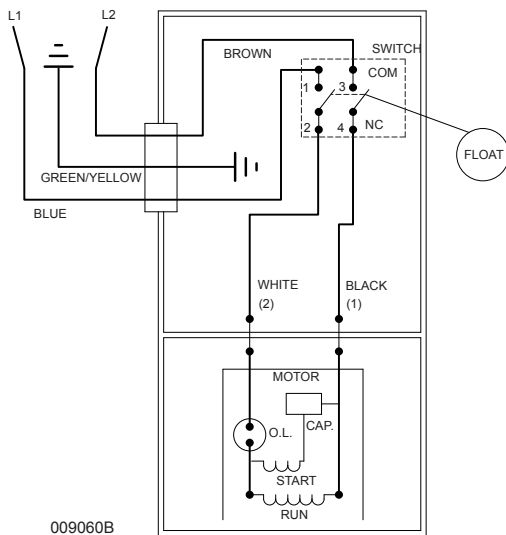 L1
L2
BROWN
SWITCH
COM
1
3
2
4
NC
FLOAT
GREEN/YELLOW
BLUE
WHITE
(2)
BLACK
(1)
MOTOR
CAP.
O.L.
START
RUN
009060B